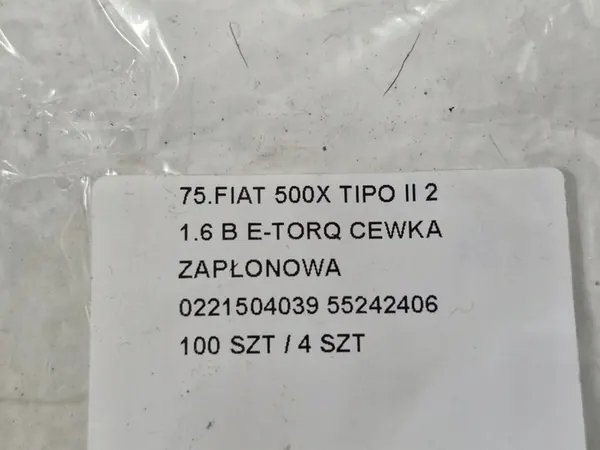 75.FIAT 500X TIPO II 2
1.6 B E-TORQ CEWKA
ZAPŁONOWA
0221504039 55242406
100 SZT / 4 SZT